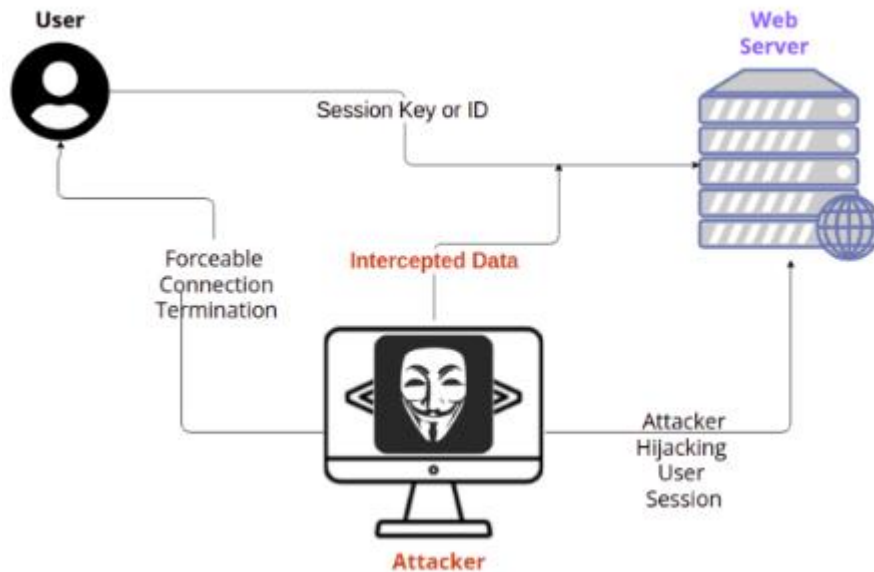 User
Web
Server
Session Key or ID
Forceable
Connection
Termination
Intercepted Data
Attacker
Hijacking
User
Session
Attacker